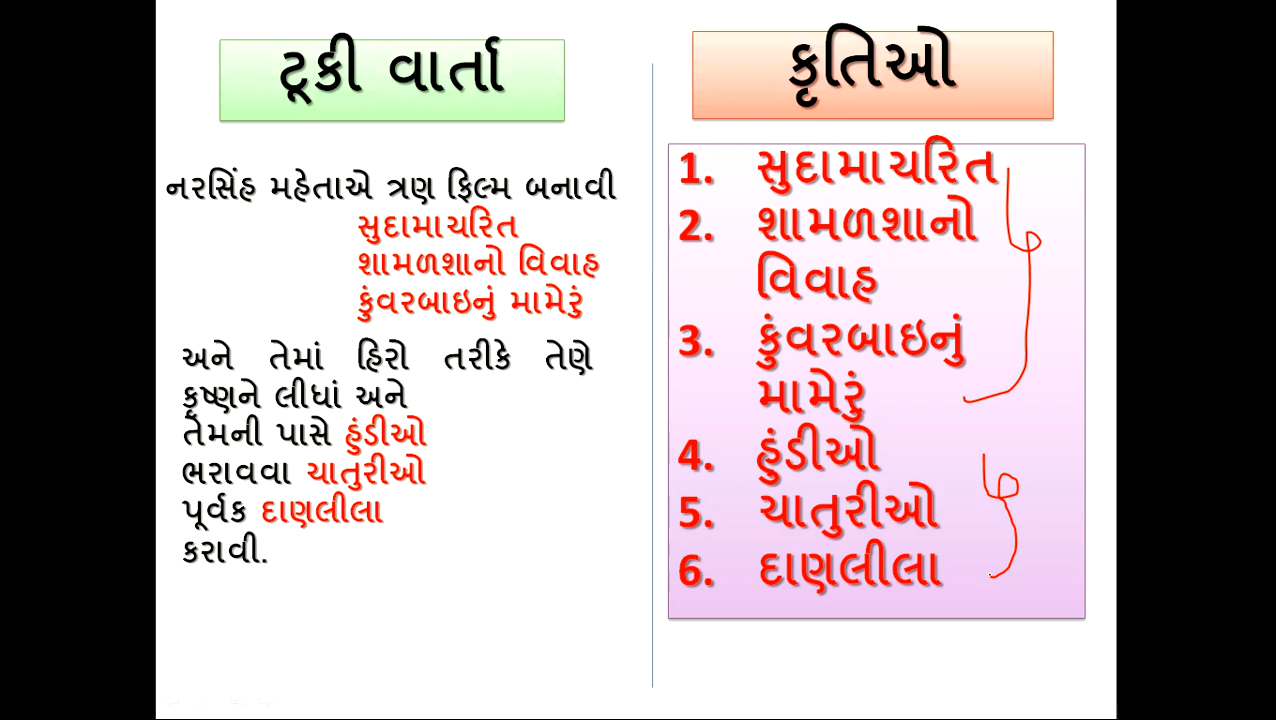 ટૂકી વાર્તા
નરસિંહ મહેતાએ ત્રણ ફિલ્મ બનાવી
સુદામાચરિત
શામળશાનો વિવાહ
કુંવરબાઇનું મામેરું
અને તેમાં હિરો તરીકે તેણે
કૃષ્ણને લીધાં અને
તેમની પાસે હુંડીઓ
ભરાવવા ચાતુરીઓ
પૂર્વક દાણલીલા
કરાવી.
કૃતિઓ
1. સુદામાચરિત
2. શામળશાનો
વિવાહ
3. કુંવરબાઇનું
મામેરું
4. હુંડીઓ
5. ચાતુરીઓ
6. દાણલીલા